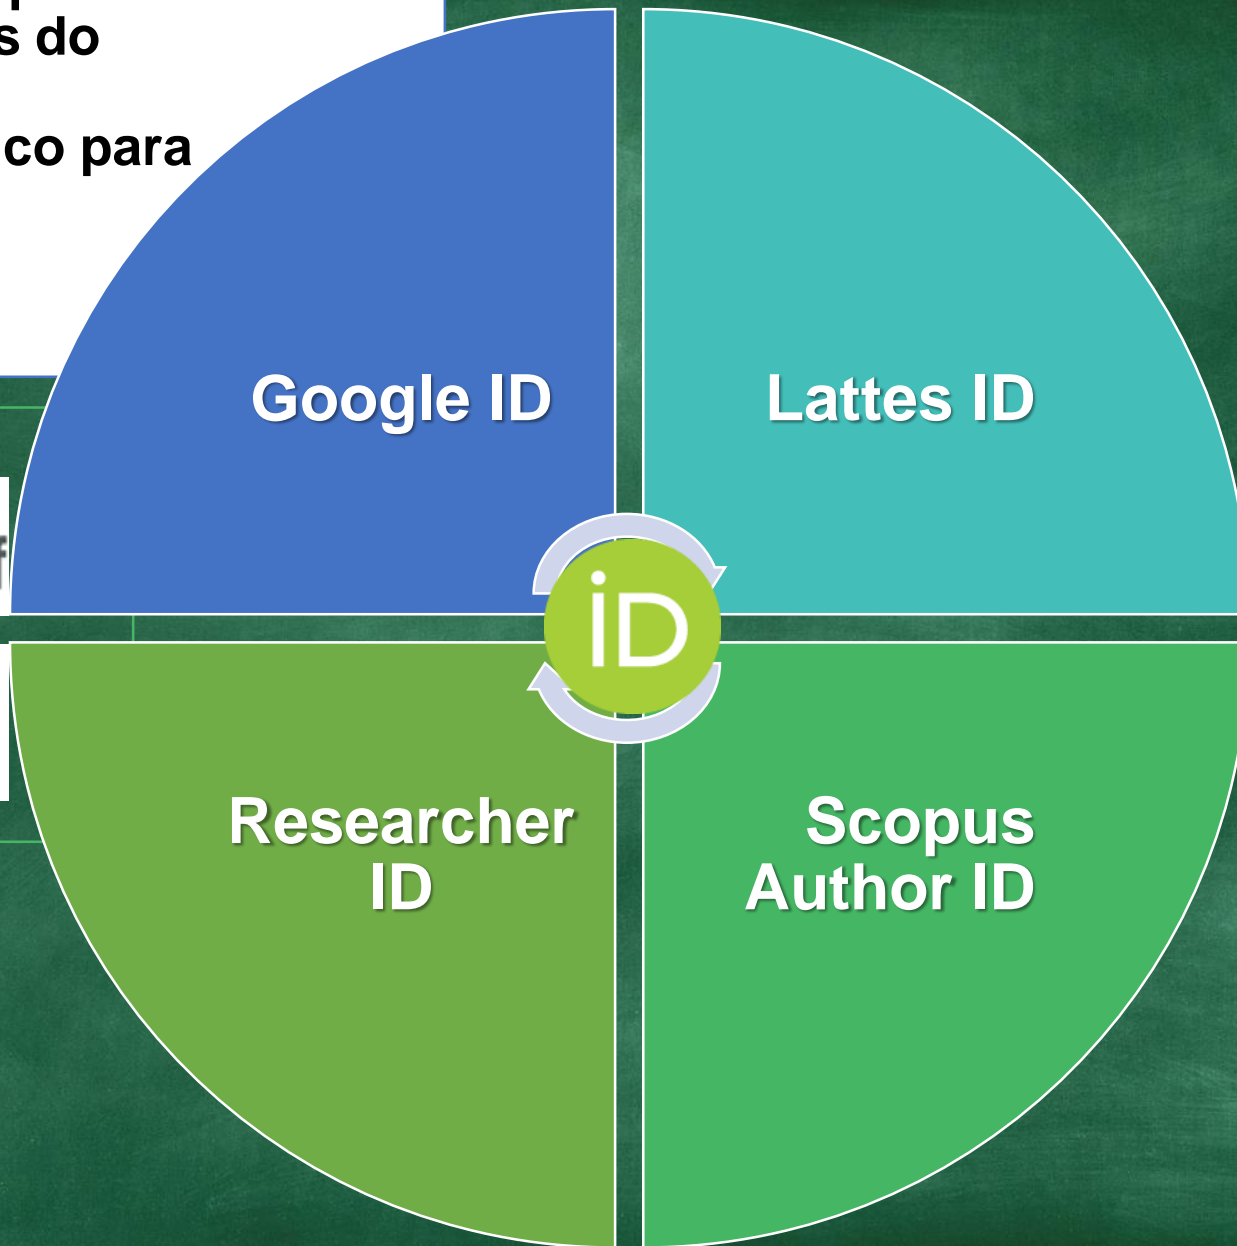 s do
co para
Google ID
Lattes ID
iD
Researcher
ID
Scopus
Author ID